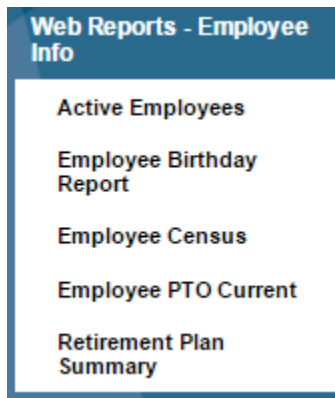 Web Reports - Employee
Info
Active Employees
Employee Birthday
Report
Employee Census
Employee PTO Current
Retirement Plan
Summary